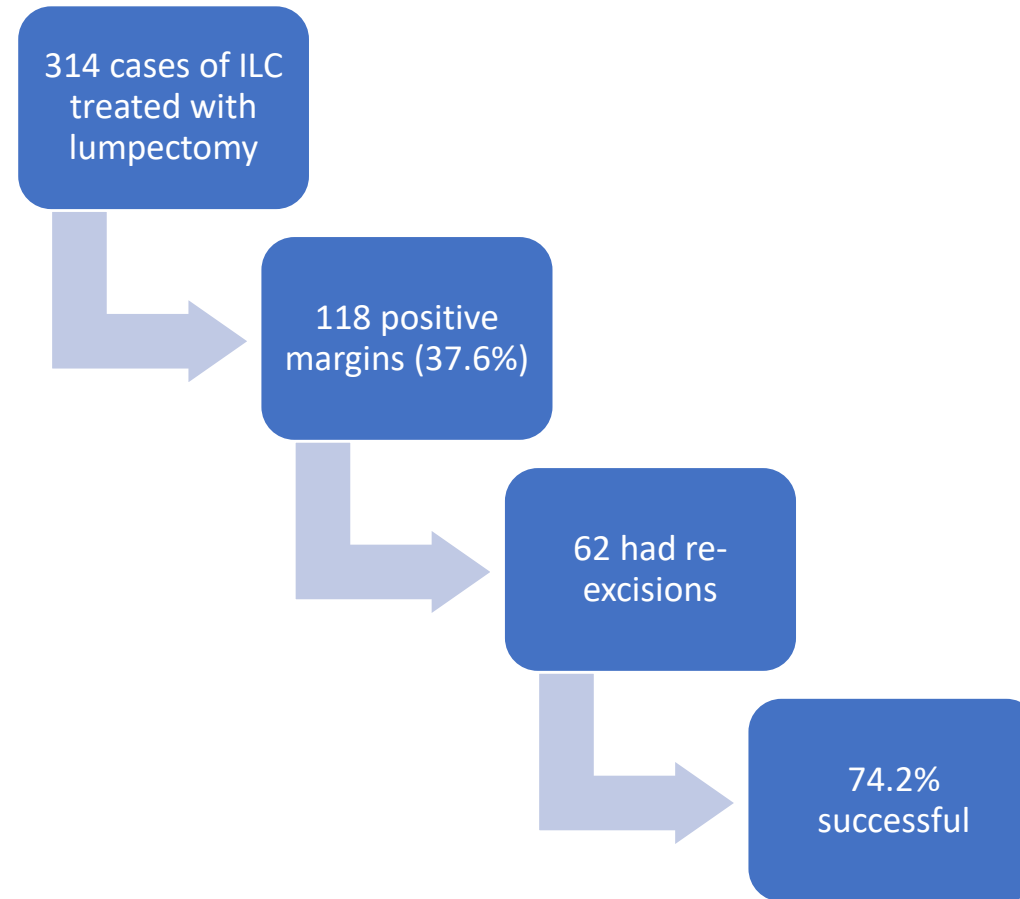 314 cases of ILC
treated with
lumpectomy
118 positive
margins (37.6%)
62 had re-
excisions
74.2%
successful